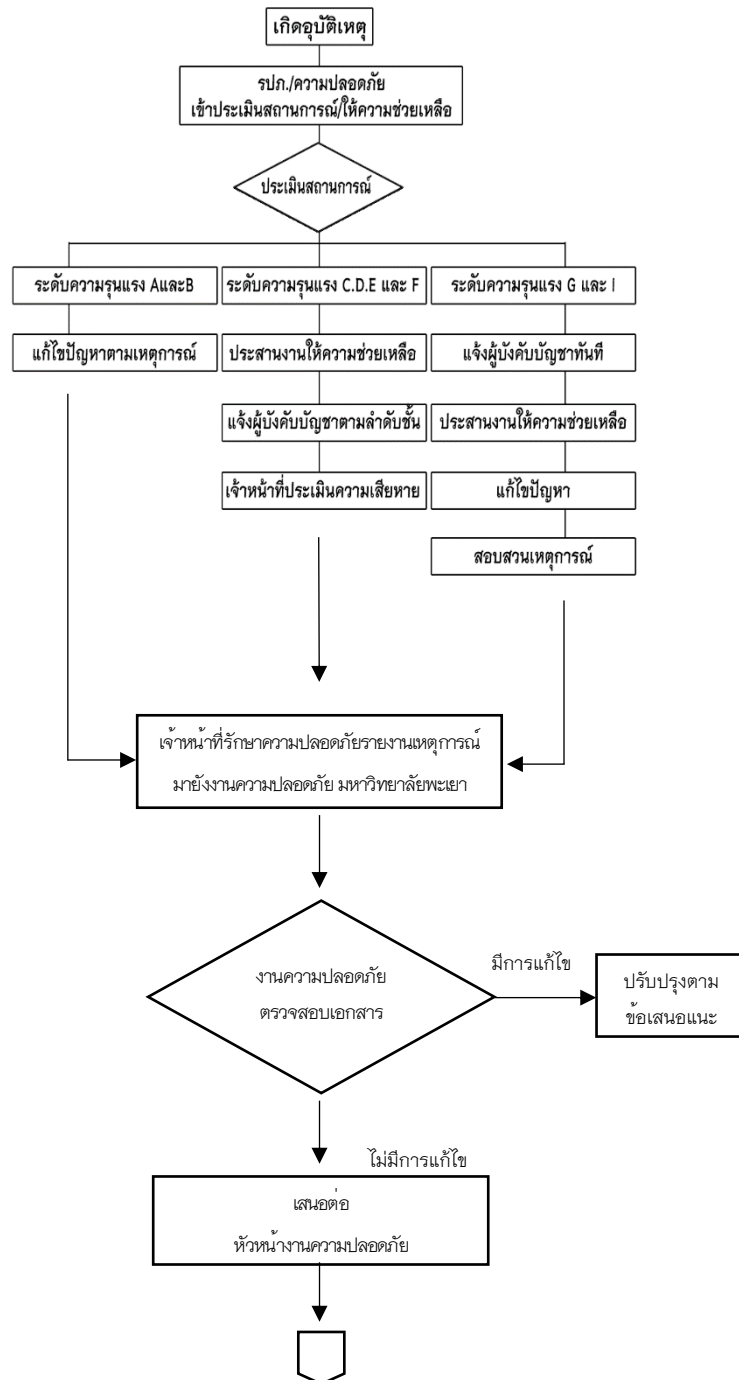 เกิดอุบัติเหตุ
รปภ./ความปลอดภัย
เข้าประเมินสถานการณ์/ให้ความช่วยเหลือ
ประเมินสถานการณ์
ระดับความรุนแรง AและB
ระดับความรุนแรง C.D.E และ F
ระดับความรุนแรง G และ I
แก้ไขปัญหาตามเหตุการณ์
ประสานงานให้ความช่วยเหลือ
แจ้งผู้บังคับบัญชาทันที
แจ้งผู้บังคับบัญชาตามลำดับชั้น
ประสานงานให้ความช่วยเหลือ
เจ้าหน้าที่ประเมินความเสียหาย
แก้ไขปัญหา
สอบสวนเหตุการณ์
เจ้าหน้าที่รักษาความปลอดภัยรายงานเหตุการณ์
มายังงานความปลอดภัย มหาวิทยาลัยพะเยา
งานความปลอดภัย
ตรวจสอบเอกสาร
มีการแก้ไข
ปรับปรุงตาม
ข้อเสนอแนะ
ไม่มีการแก้ไข
เสนอต่อ
หัวหน้างานความปลอดภัย